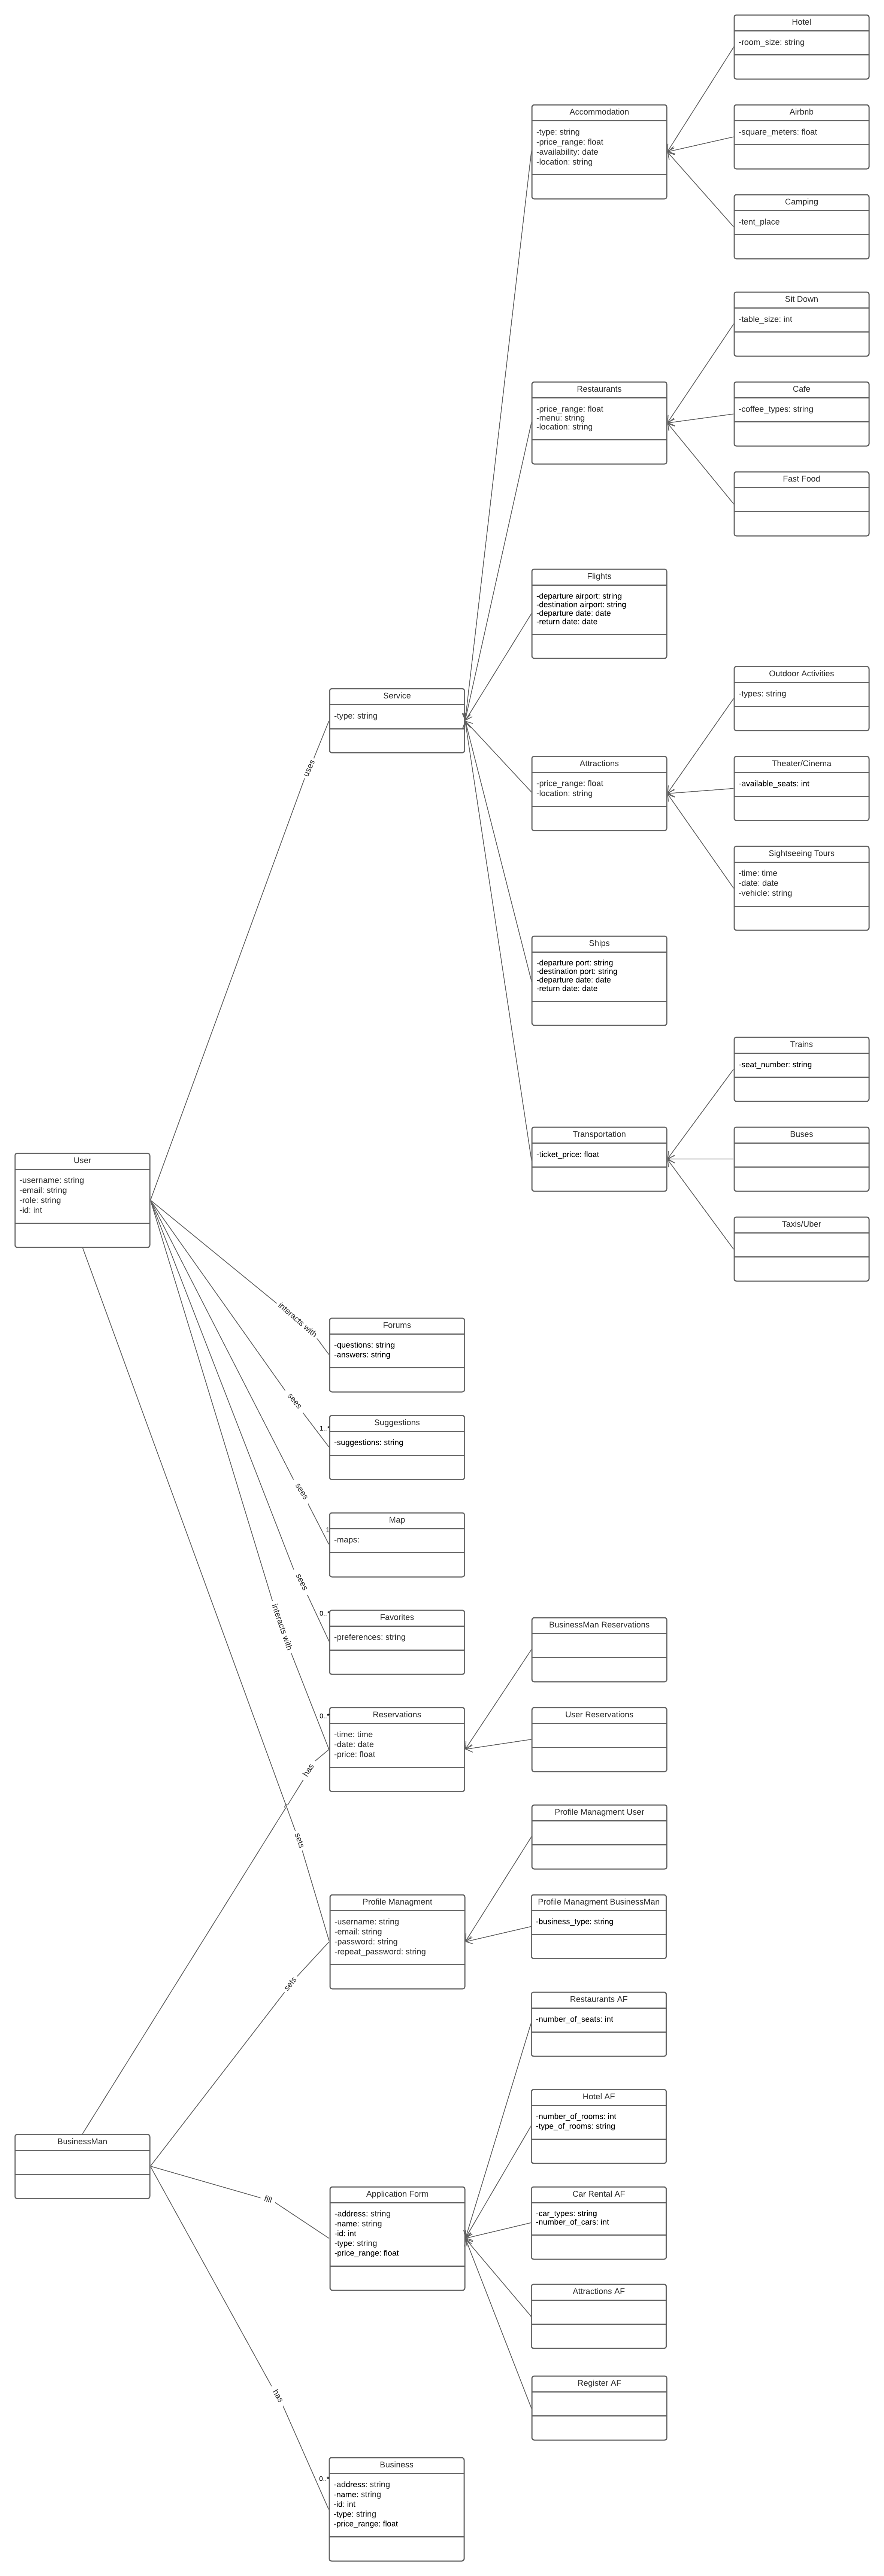 Hotel
-room_size: string
Accommodation
-type: string
-price_range: float
-availability: date
-location: string
Airbnb
-square_meters: float
Camping
-tent_place
Sit Down
-table_size: int
Restaurants
-price_range: float
-menu: string
-location: string
Cafe
-coffee_types: string
Fast Food
Flights
-departure airport: string
-destination airport: string
-departure date: date
-return date: date
Service
-type: string
uses
Outdoor Activities
-types: string
Attractions
-price_range: float
-location: string
Theater/Cinema
-available_seats: int
Sightseeing Tours
-time: time
-date: date
-vehicle: string
Ships
-departure port: string
-destination port: string
-departure date: date
-return date: date
Trains
-seat_number: string
Transportation
-ticket_price: float
Buses
Taxis/Uber
User
-username: string
-email: string
-role: string
-id: int
interacts with
Forums
-questions: string
-answers: string
sees
1..*
Suggestions
-suggestions: string
sees
1
Map
-maps:
sees
0..*
Favorites
-preferences: string
interacts with
0..*
Reservations
-time: time
-date: date
-price: float
BusinessMan Reservations
User Reservations
has
sets
Profile Managment User
Profile Managment
-username: string
-email: string
-password: string
-repeat_password: string
Profile Managment BusinessMan
-business_type: string
sets
Restaurants AF
-number_of_seats: int
Hotel AF
-number_of_rooms: int
-type_of_rooms: string
BusinessMan
fill
Application Form
-address: string
-name: string
-id: int
-type: string
-price_range: float
Car Rental AF
-car_types: string
-number_of_cars: int
Attractions AF
Register AF
has
0..*
Business
-address: string
-name: string
-id: int
-type: string
-price_range: float